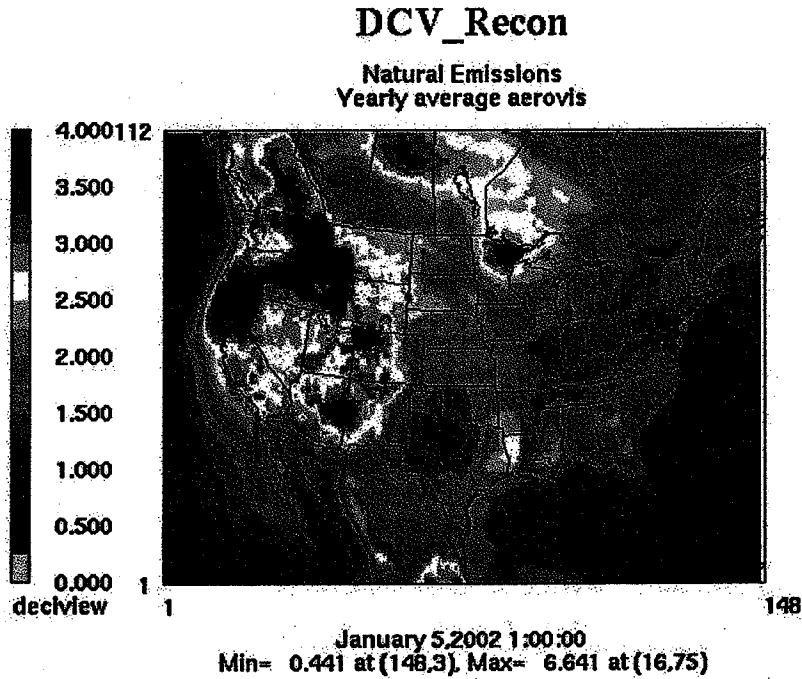 DCV_Recon
Natural Emissions
Yearly average aerovis
4.000
112
3.500
3.000
2.500
2.000
1.500
1.000
0.500
0.000
1
deciview
1
148
January 5,2002 1:00:00
Min= 0.441 at (148,3), Max= 6.641 at (16,75)